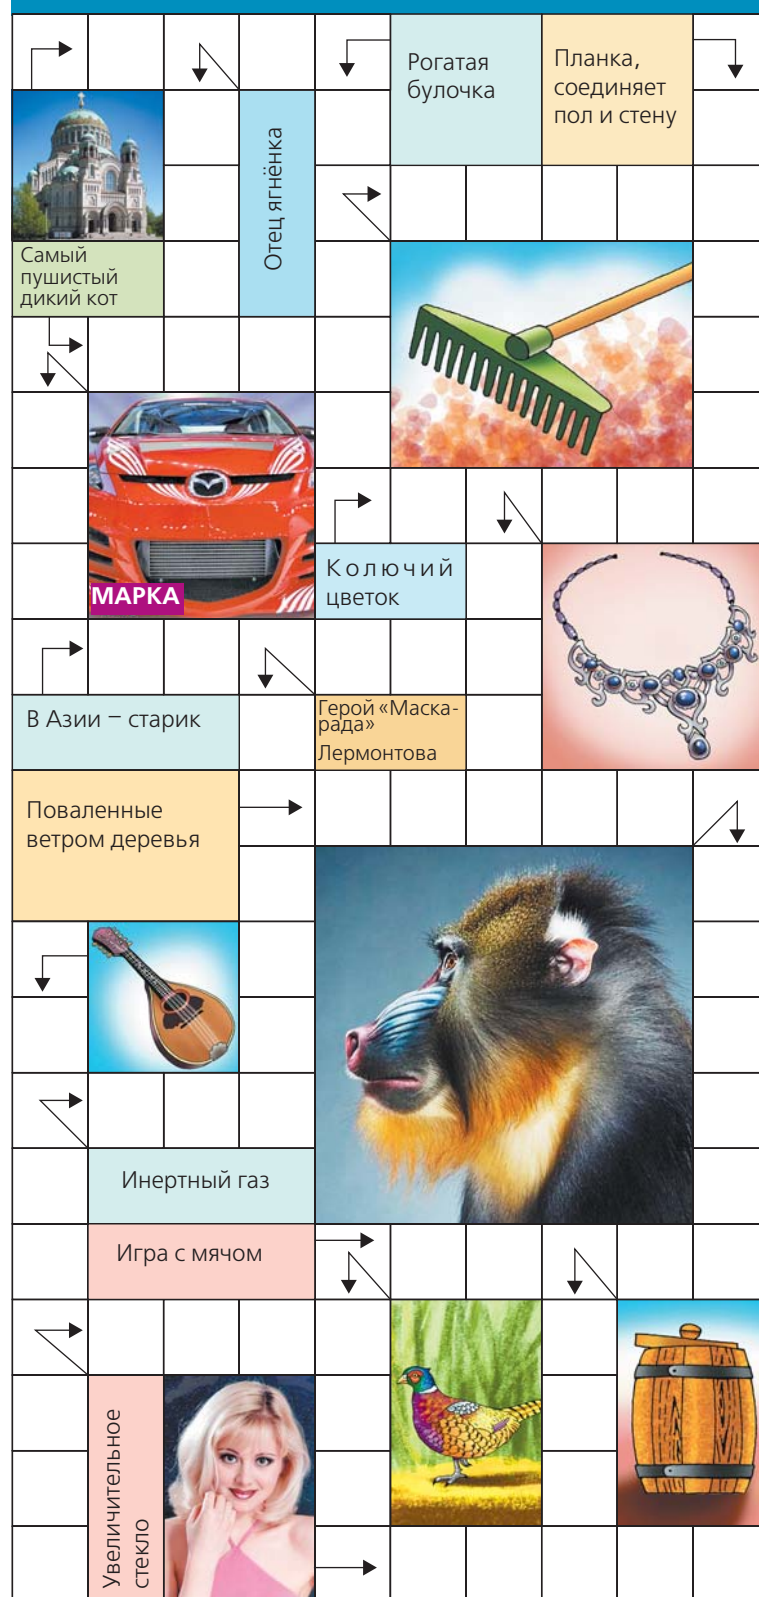 Рогатая
булочка
Планка,
соединяет
пол и стену
Отец ягнёнка
Самый
пушистый
дикий кот
МАРКА
Колючий
цветок
В Азии – старик
Герой «Маска-
рада»
Лермонтова
Поваленные
ветром деревья
Инертный газ
Игра с мячом
Увеличительное
стекло